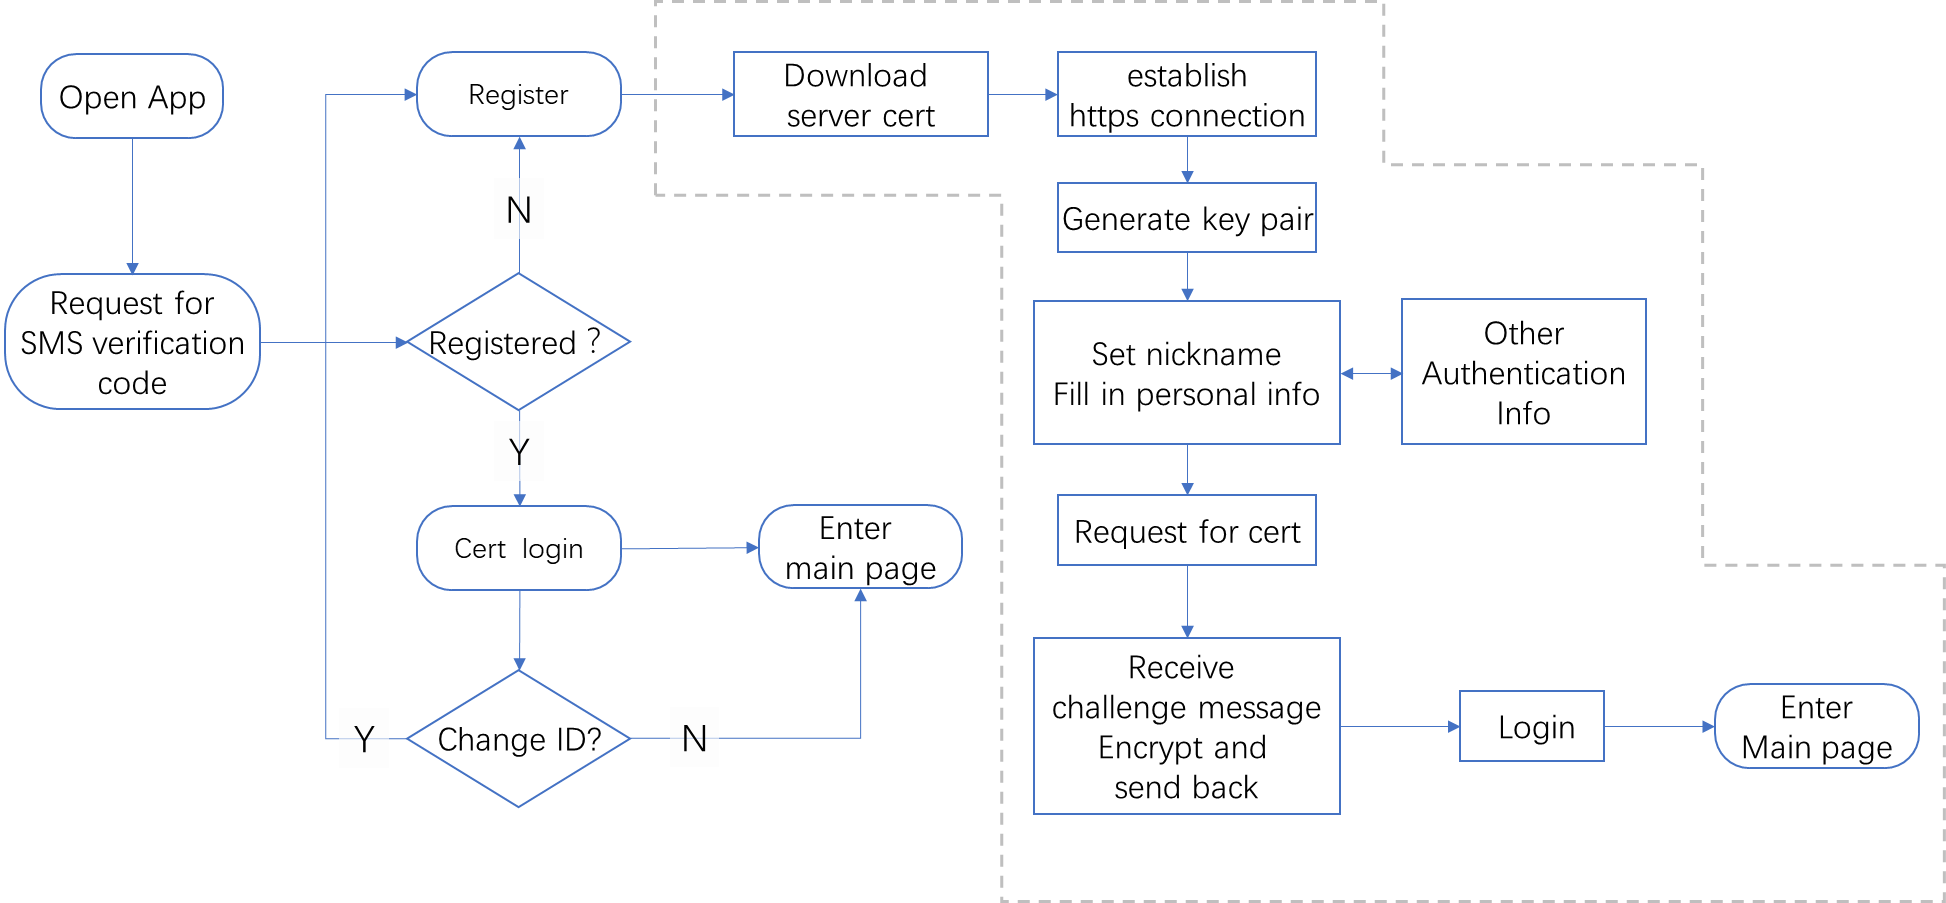 Open App
Request for
SMS verification
code
Register
N
Registered？
Y
Cert login
Enter
main page
Change ID?
Y
N
Download
server cert
establish
https connection
Generate key pair
Set nickname
Fill in personal info
Other
Authentication
Info
Request for cert
Receive
challenge message
Encrypt and
send back
Login
Enter
Main page